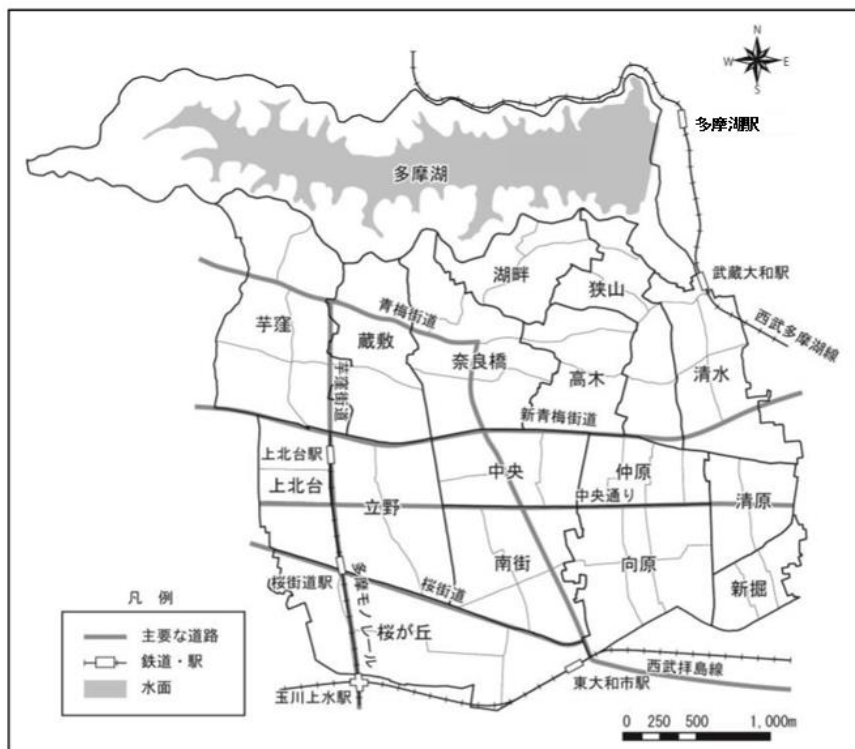 N
W E
S
多摩湖駅
多摩湖
湖畔
狭山
武蔵大和駅
西武多摩湖線
芋窪
青梅街道
蔵敷
奈良橋
高木
清水
芋窪街道
新青梅街道
上北台駅
上北台
中央
仲原
中央通り
立野
清原
南街
向原
桜街道駅
桜街道
新堀
多摩モノレール
桜が丘
西武拝島線
玉川上水駅
東大和市駅
凡 例
主要な道路
鉄道・駅
水面
0 250 500 1,000m